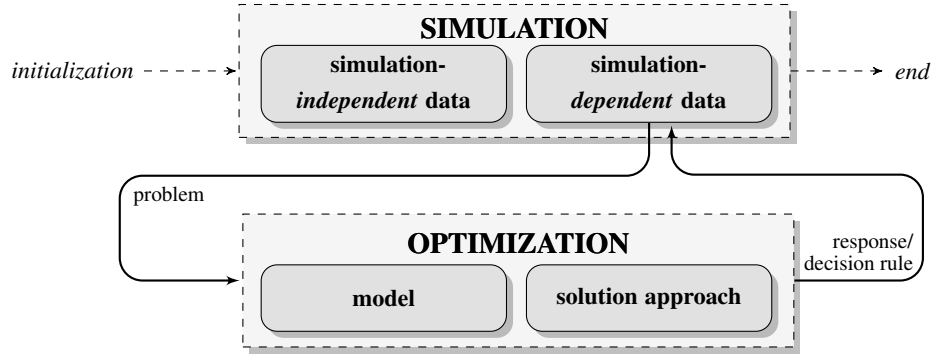 SIMULATION
initialization
simulation-
independent data
simulation-
dependent data
end
problem
OPTIMIZATION
model
solution approach
response/
decision rule